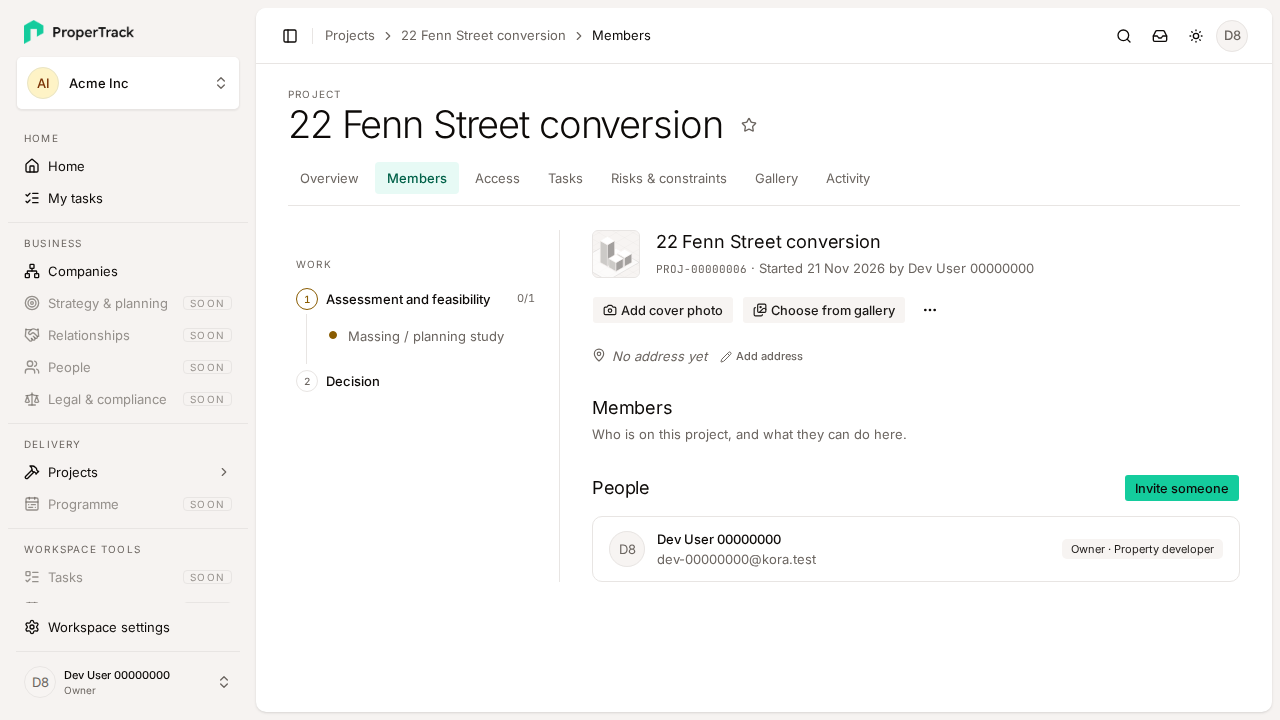 ProperTrack
AI
Acme Inc
HOME
Home
My tasks
BUSINESS
Companies
Strategy & planning SOON
Relationships SOON
People SOON
Legal & compliance SOON
DELIVERY
Projects
Programme SOON
WORKSPACE TOOLS
Tasks SOON
Workspace settings
D8
Dev User 00000000
Owner
Projects > 22 Fenn Street conversion > Members
D8
PROJECT
22 Fenn Street conversion
Overview Members Access Tasks Risks & constraints Gallery Activity
WORK
1 Assessment and feasibility 0/1
Massing / planning study
2 Decision
22 Fenn Street conversion
PROJ-00000006 · Started 21 Nov 2026 by Dev User 00000000
Add cover photo Choose from gallery
No address yet Add address
Members
Who is on this project, and what they can do here.
People Invite someone
D8
Dev User 00000000
dev-00000000@kora.test
Owner · Property developer